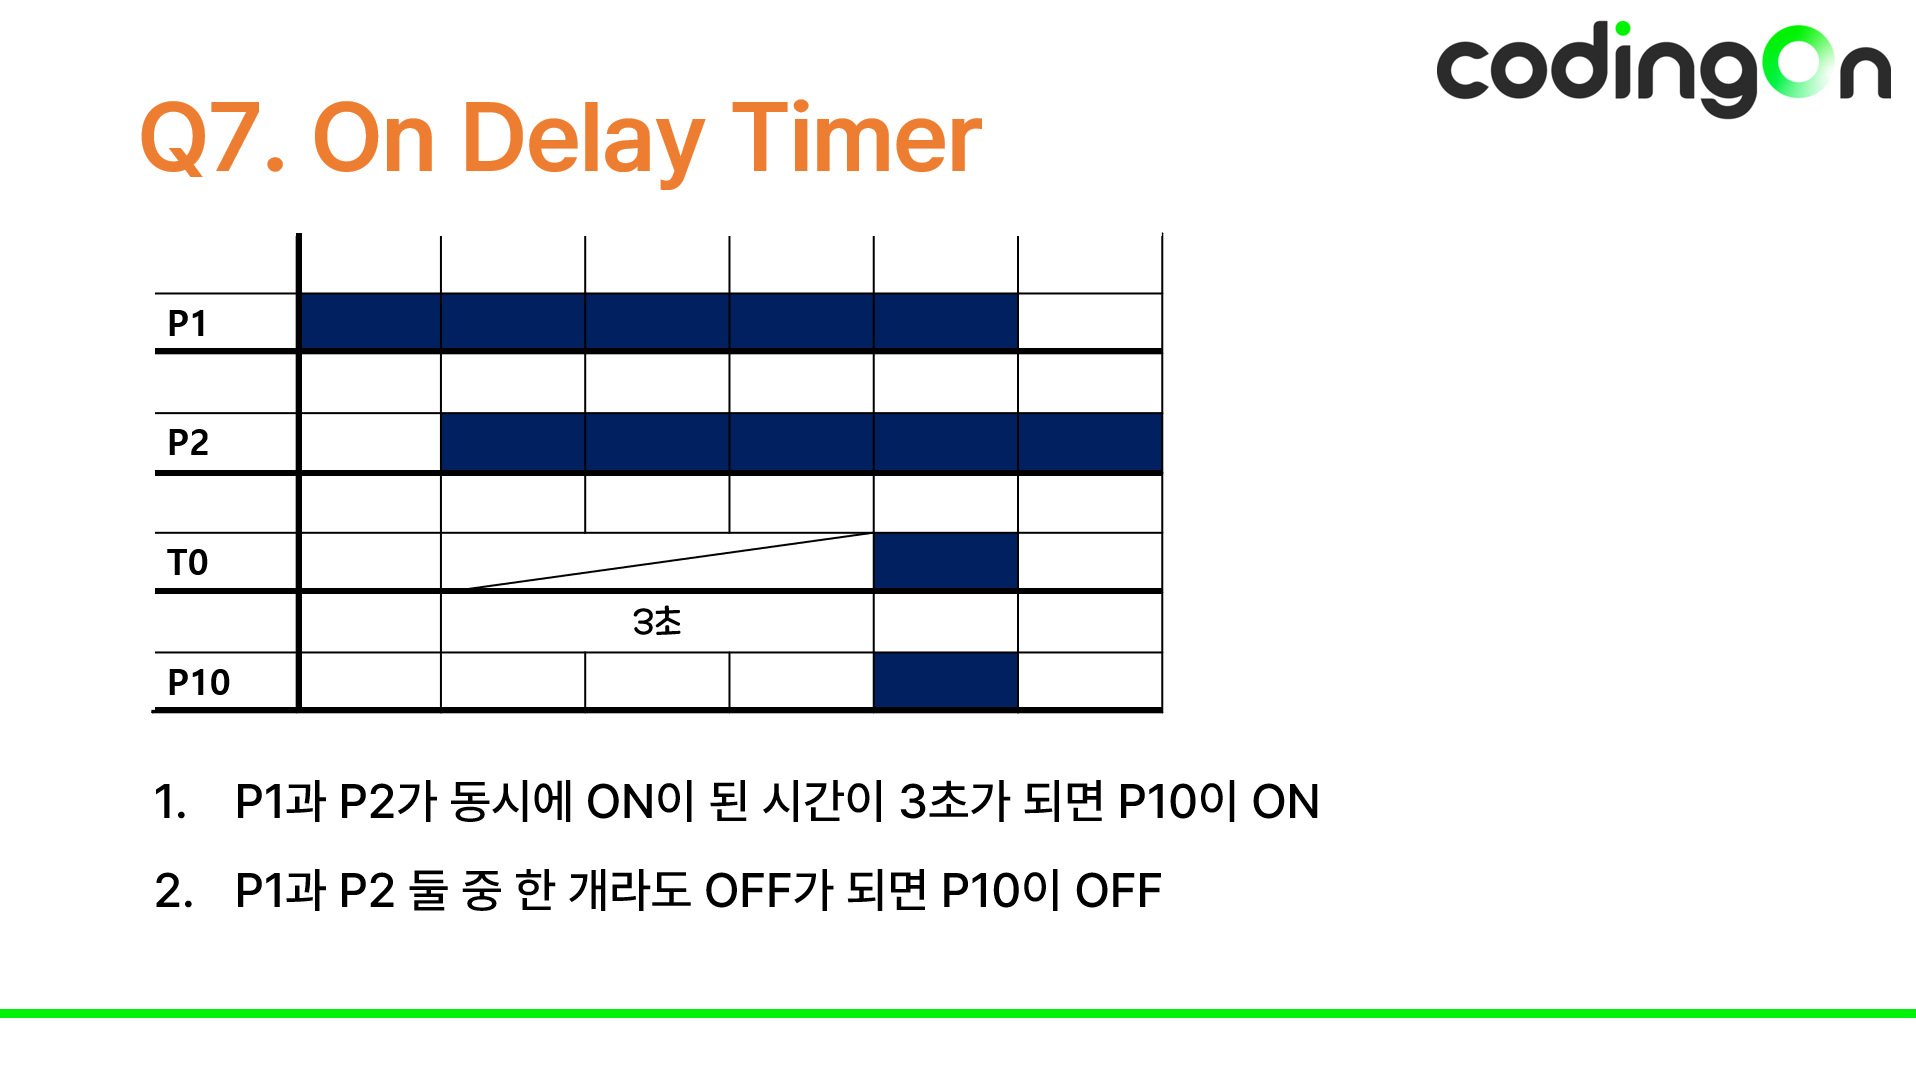 codingOn
Q7. On Delay Timer
P1
P2
T0
3초
P10
1. P1과 P2가 동시에 ON이 된 시간이 3초가 되면 P10이 ON
2. P1과 P2 둘 중 한 개라도 OFF가 되면 P10이 OFF